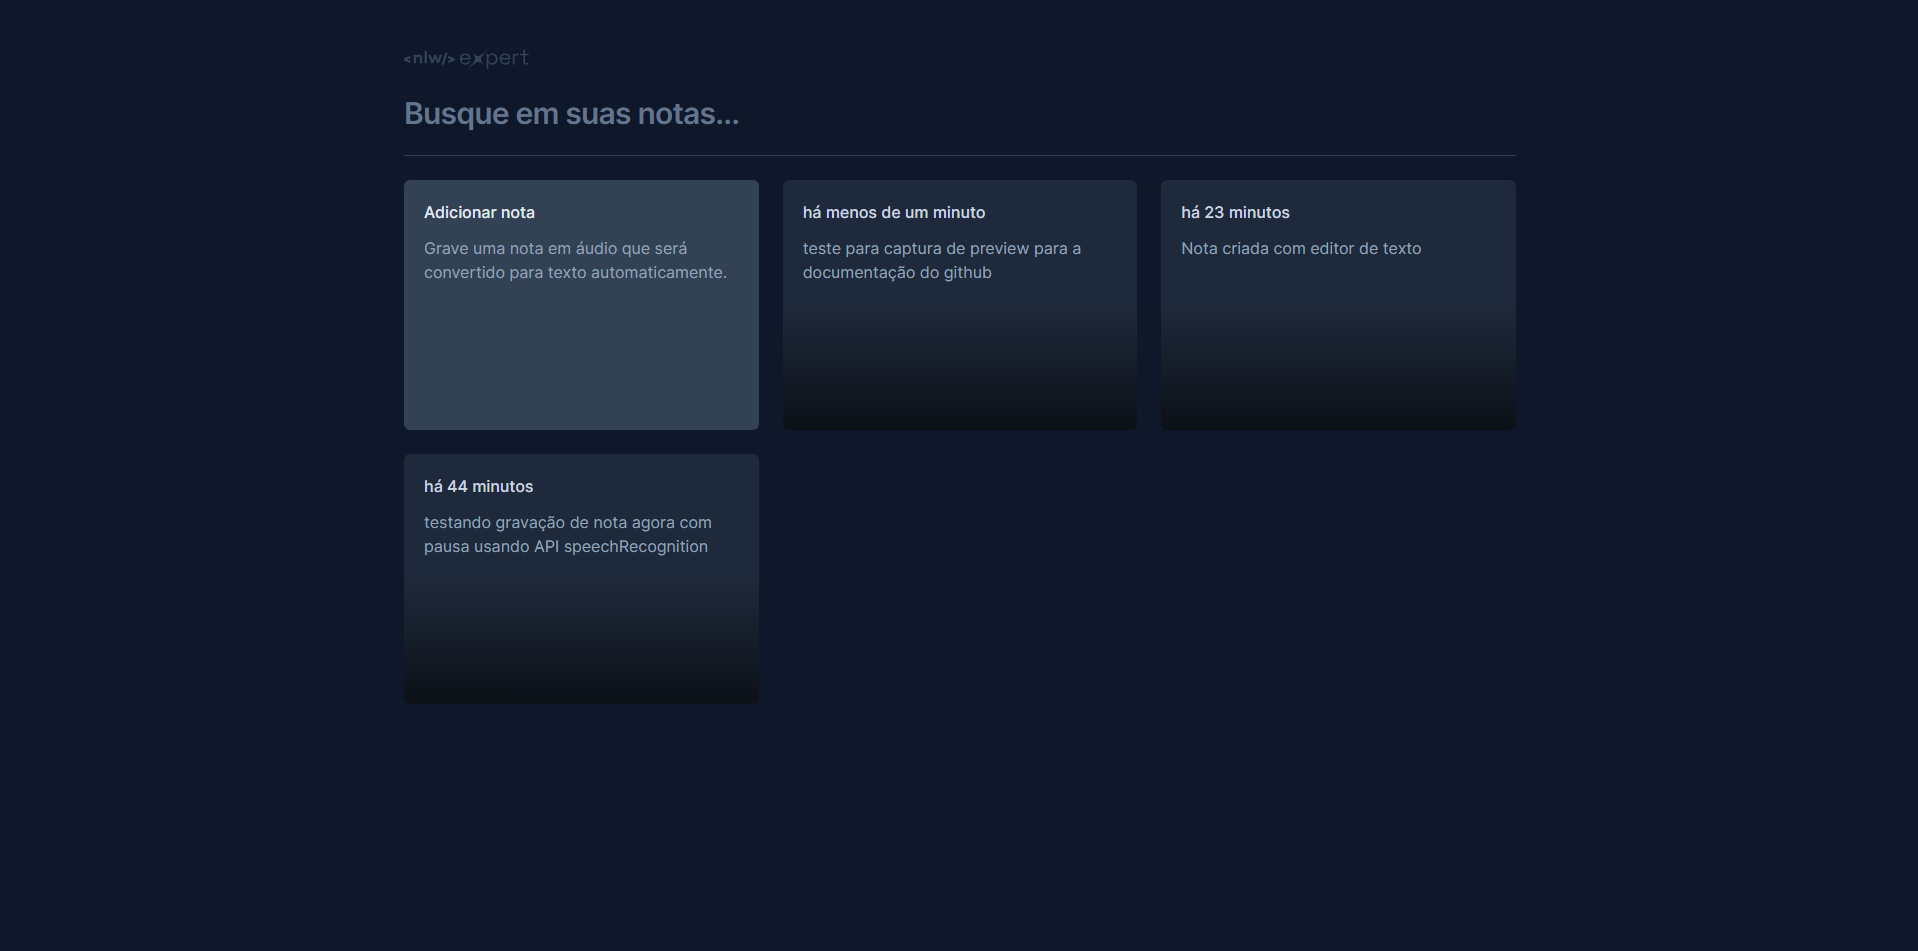 <nlw/> expert
Busque em suas notas...
Adicionar nota
Grave uma nota em áudio que será
convertido para texto automaticamente.
há menos de um minuto
teste para captura de preview para a
documentação do github
há 23 minutos
Nota criada com editor de texto
há 44 minutos
testando gravação de nota agora com
pausa usando API speechRecognition